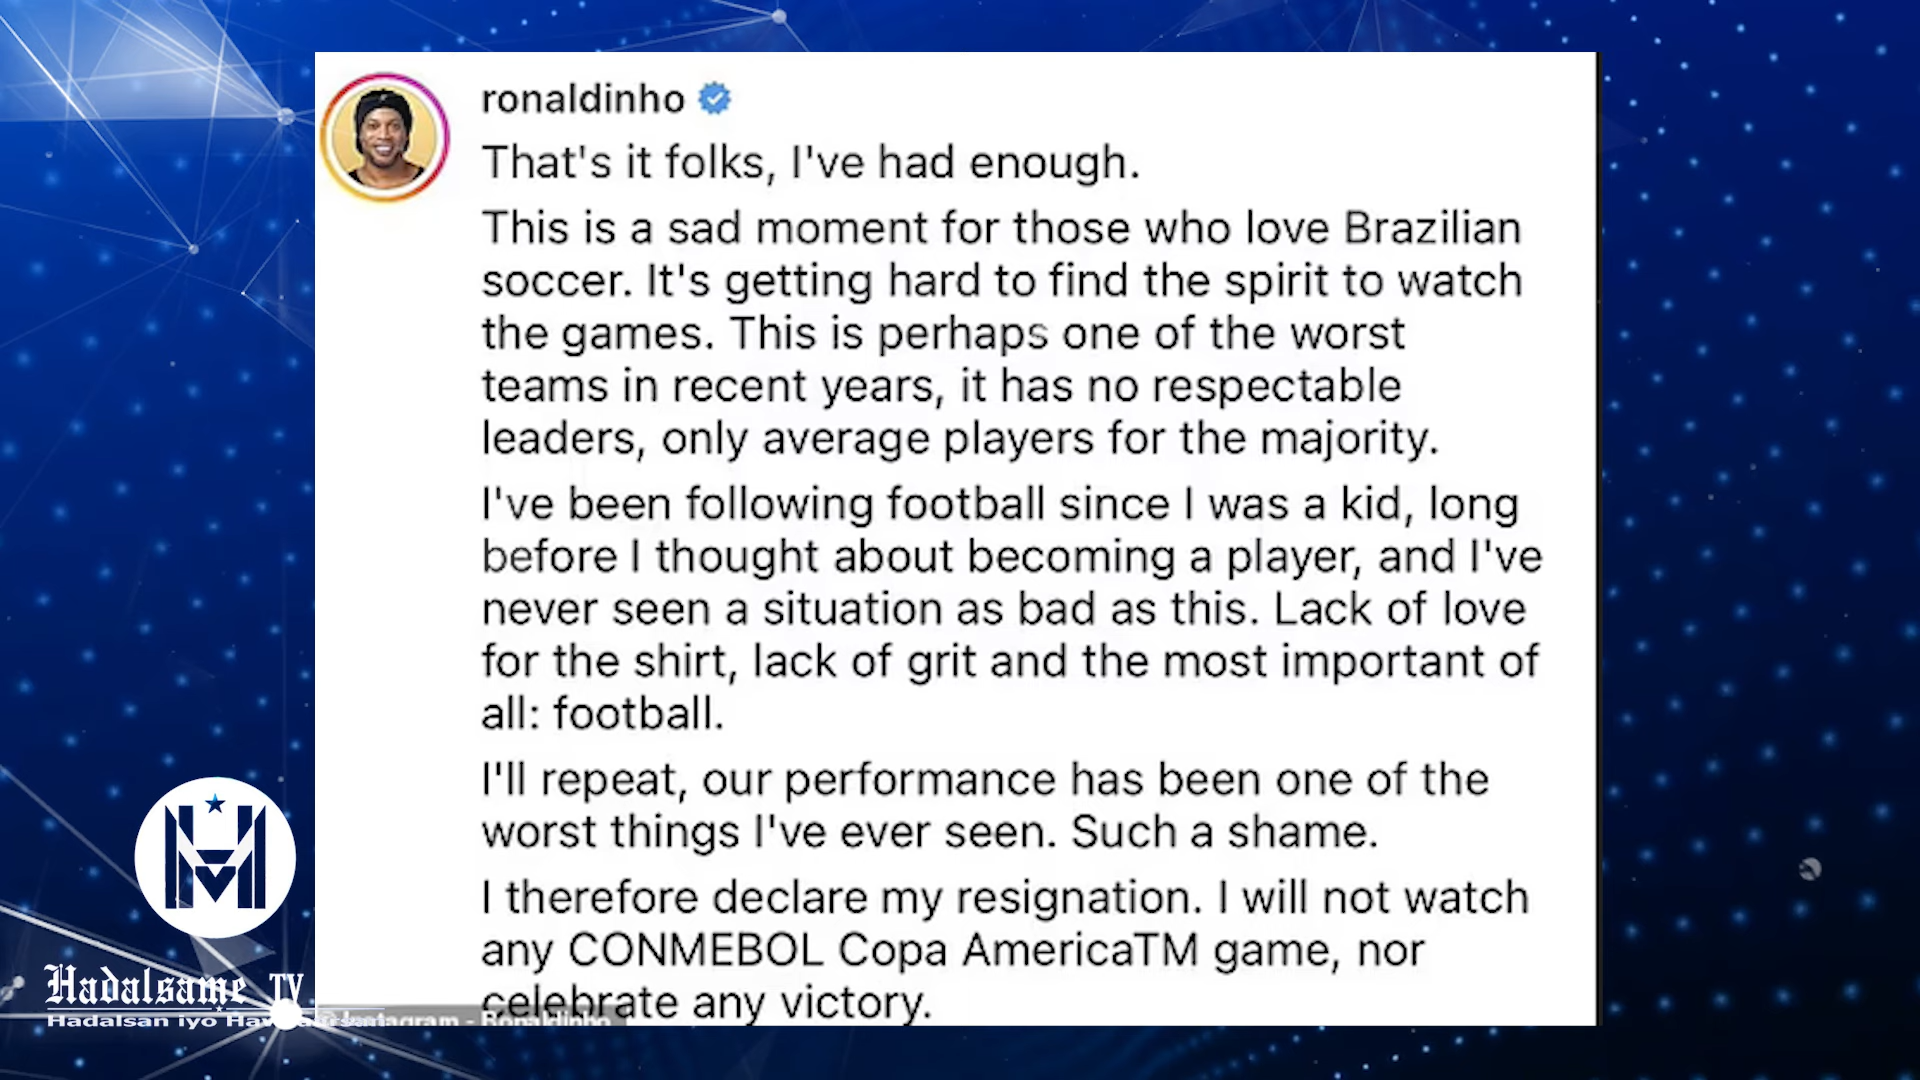 ronaldinho
That's it folks, I've had enough.
This is a sad moment for those who love Brazilian
soccer. It's getting hard to find the spirit to watch
the games. This is perhaps one of the worst
teams in recent years, it has no respectable
leaders, only average players for the majority.
I've been following football since I was a kid, long
before I thought about becoming a player, and I've
never seen a situation as bad as this. Lack of love
for the shirt, lack of grit and the most important of
all: football.
I'll repeat, our performance has been one of the
worst things I've ever seen. Such a shame.
I therefore declare my resignation. I will not watch
any CONMEBOL Copa AmericaTM game, nor
celebrate any victory.
Instagram - Ronaldinho
Hadalsame TV
Hadalsan iyo